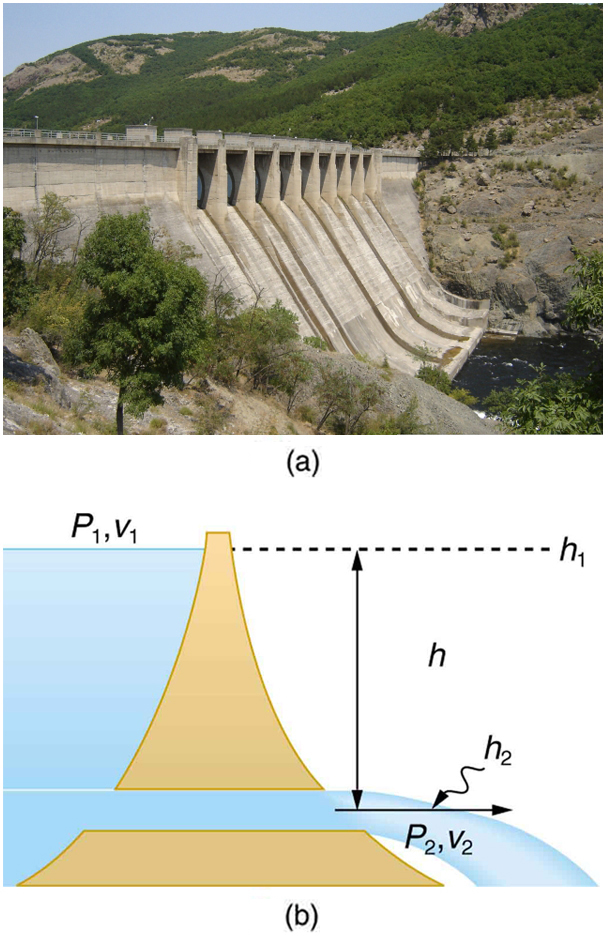 (a)
P₁,v₁
h₁
h
h₂
P₂,v₂
(b)